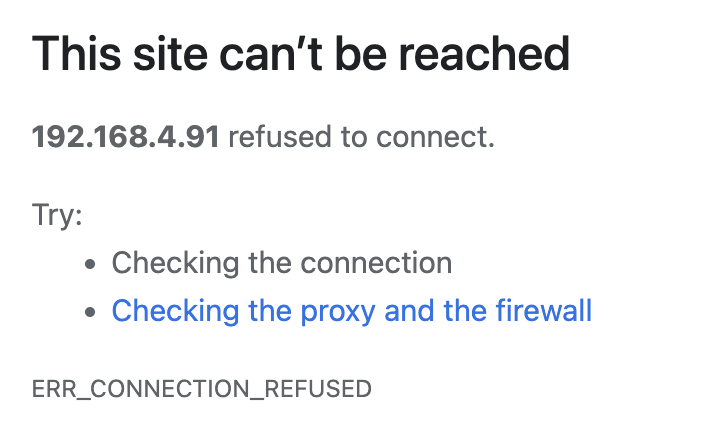 This site can’t be reached
192.168.4.91 refused to connect.
Try:
• Checking the connection
• Checking the proxy and the firewall
ERR_CONNECTION_REFUSED